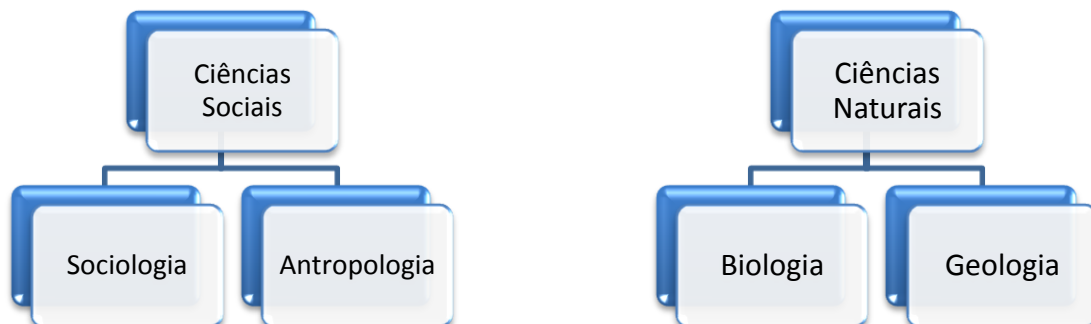 Ciências
Sociais
Sociologia
Antropologia
Ciências
Naturais
Biologia
Geologia